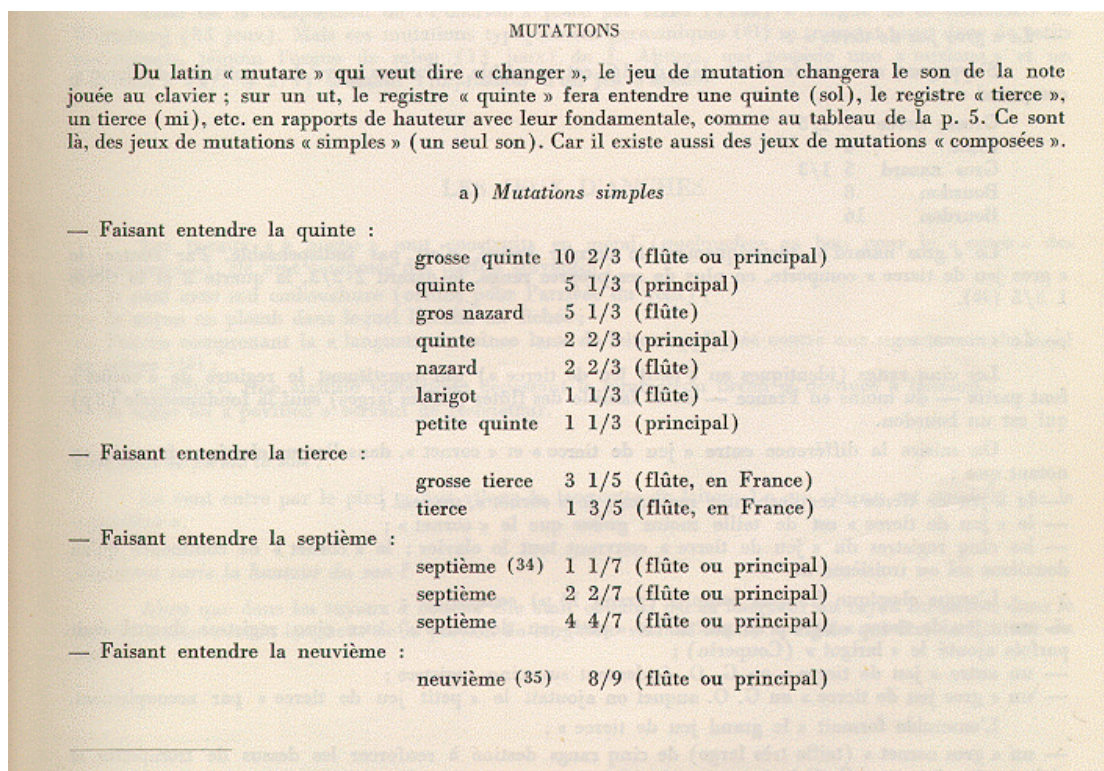 MUTATIONS
Du latin « mutare » qui veut dire « changer », le jeu de mutation changera le son de la note
jouée au clavier ; sur un ut, le registre « quinte » fera entendre une quinte (sol), le registre « tierce »,
un tierce (mi), etc. en rapports de hauteur avec leur fondamentale, comme au tableau de la p. 5. Ce sont
là, des jeux de mutations « simples » (un seul son). Car il existe aussi des jeux de mutations « composées ».
a) Mutations simples
— Faisant entendre la quinte :
grosse quinte 10 2/3 (flûte ou principal)
quinte 5 1/3 (principal)
gros nazard 5 1/3 (flûte)
quinte 2 2/3 (principal)
nazard 2 2/3 (flûte)
larigot 1 1/3 (flûte)
petite quinte 1 1/3 (principal)
— Faisant entendre la tierce :
grosse tierce 3 1/5 (flûte, en France)
tierce 1 3/5 (flûte, en France)
— Faisant entendre la septième :
septième (34) 1 1/7 (flûte ou principal)
septième 2 2/7 (flûte ou principal)
septième 4 4/7 (flûte ou principal)
— Faisant entendre la neuvième :
neuvième (35) 8/9 (flûte ou principal)